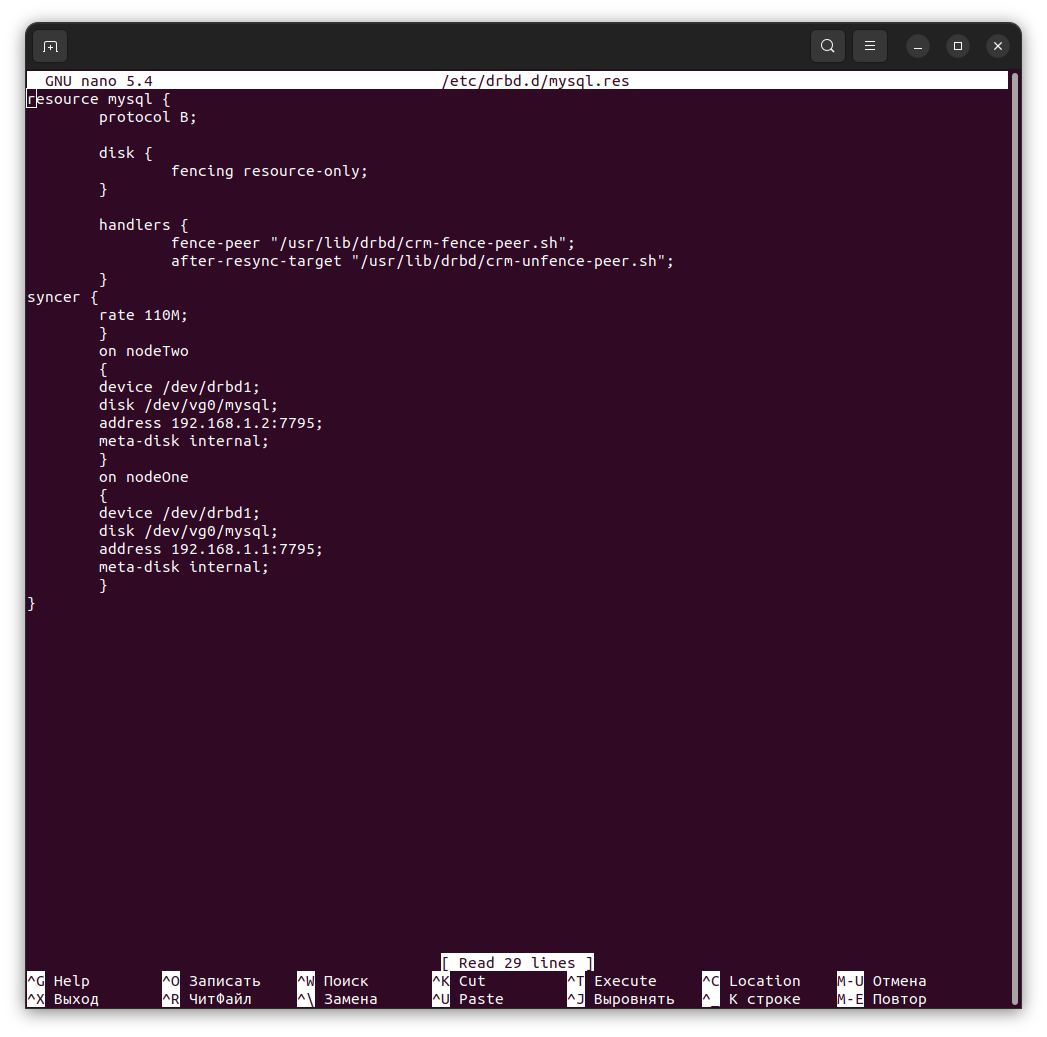 GNU nano 5.4 /etc/drbd.d/mysql.res
resource mysql {
protocol B;
disk {
fencing resource-only;
}
handlers {
fence-peer "/usr/lib/drbd/crm-fence-peer.sh";
after-resync-target "/usr/lib/drbd/crm-unfence-peer.sh";
}
syncer {
rate 110M;
}
on nodeTwo
{
device /dev/drbd1;
disk /dev/vg0/mysql;
address 192.168.1.2:7795;
meta-disk internal;
}
on nodeOne
{
device /dev/drbd1;
disk /dev/vg0/mysql;
address 192.168.1.1:7795;
meta-disk internal;
}
}
[ Read 29 lines ]
^G Help ^O Записать ^W Поиск ^K Cut ^T Execute ^C Location M-U Отмена
^X Выход ^R ЧитФайл ^\ Замена ^U Paste ^J Выровнять ^_ К строке M-E Повтор